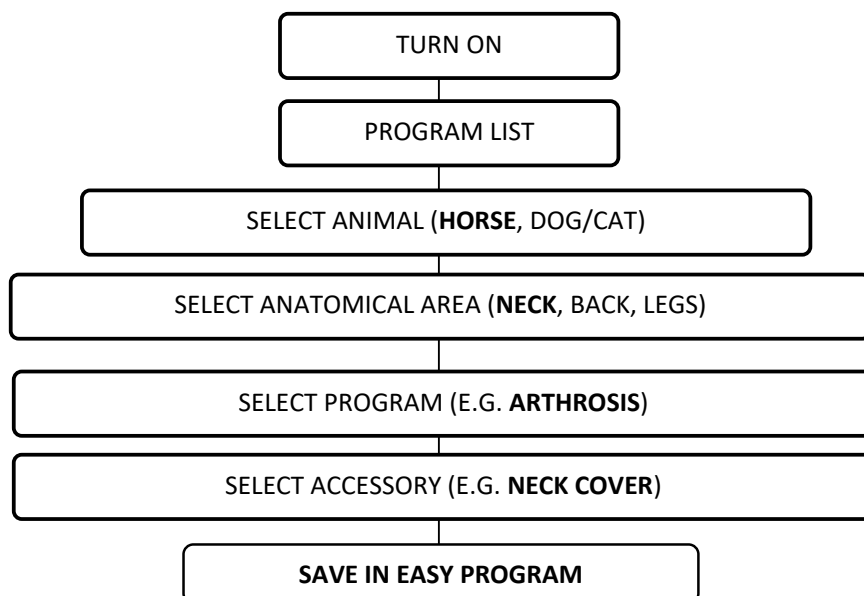 TURN ON
PROGRAM LIST
SELECT ANIMAL (HORSE, DOG/CAT)
SELECT ANATOMICAL AREA (NECK, BACK, LEGS)
SELECT PROGRAM (E.G. ARTHROSIS)
SELECT ACCESSORY (E.G. NECK COVER)
SAVE IN EASY PROGRAM